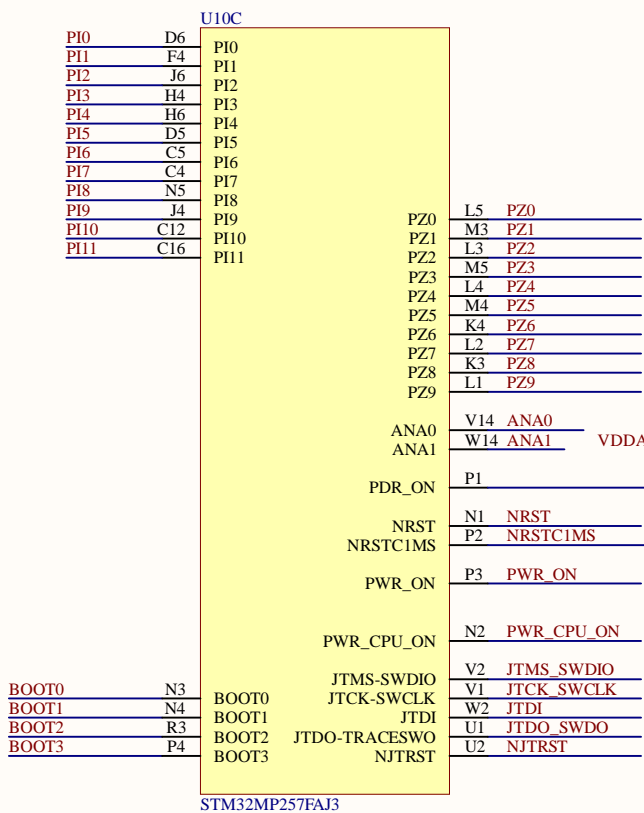 U10C
PI0 D6 PI0
PI1 F4 PI1
PI2 J6 PI2
PI3 H4 PI3
PI4 H6 PI4
PI5 D5 PI5
PI6 C5 PI6
PI7 C4 PI7
PI8 N5 PI8
PI9 J4 PI9
PI10 C12 PI10
PI11 C16 PI11
PZ0 L5 PZ0
PZ1 M3 PZ1
PZ2 L3 PZ2
PZ3 M5 PZ3
PZ4 L4 PZ4
PZ5 M4 PZ5
PZ6 K4 PZ6
PZ7 L2 PZ7
PZ8 K3 PZ8
PZ9 L1 PZ9
ANA0 V14 ANA0
ANA1 W14 ANA1 VDDA
PDR_ON P1
NRST N1 NRST
NRSTC1MS P2 NRSTC1MS
PWR_ON P3 PWR_ON
PWR_CPU_ON N2 PWR_CPU_ON
JTMS-SWDIO V2 JTMS_SWDIO
BOOT0 N3 BOOT0 JTCK-SWCLK V1 JTCK_SWCLK
BOOT1 N4 BOOT1 JTDI W2 JTDI
BOOT2 R3 BOOT2 JTDO-TRACESWO U1 JTDO_SWDO
BOOT3 P4 BOOT3 NJTRST U2 NJTRST
STM32MP257FAJ3